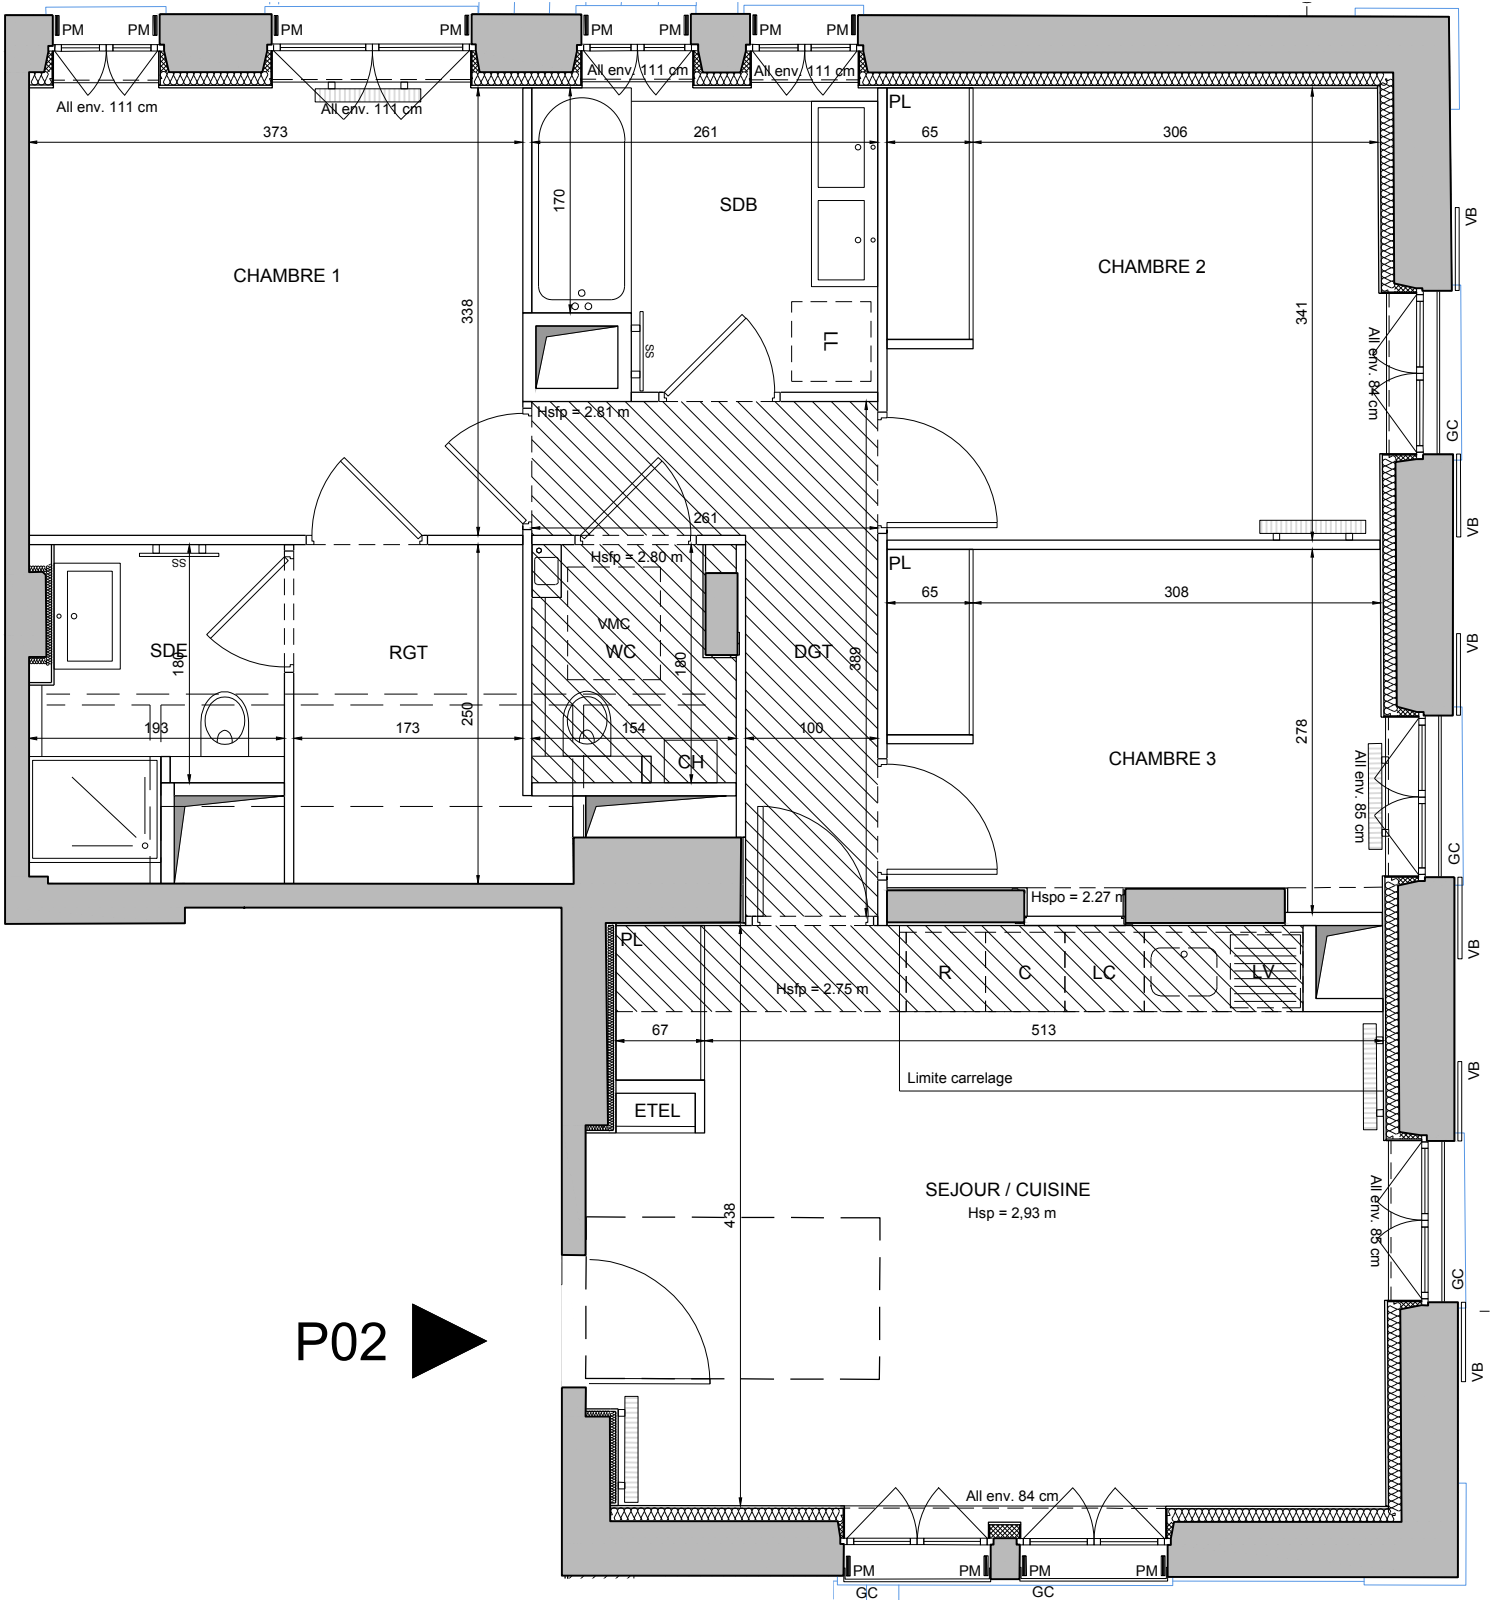 PM
PM
PM
PM
PM
PM
PM
PM
All env. 111 cm
All env. 111 cm
All env. 111 cm
All env. 111 cm
PL
373
261
65
306
170
SDB
VB
CHAMBRE 1
CHAMBRE 2
338
341
LL
SS
All env. 84 cm
GC
Hsfp = 2.81 m
261
VB
Hsfp = 2.80 m
SS
PL
65
308
VMC
SDE
RGT
WC
DGT
VB
180
180
389
250
193
173
154
100
278
CH
CHAMBRE 3
All env. 85 cm
GC
Hspo = 2.27 m
PL
VB
R
C
LC
LV
Hsfp = 2.75 m
67
513
Limite carrelage
VB
ETEL
SEJOUR / CUISINE
Hsp = 2,93 m
438
All env. 85 cm
GC
P02
VB
All env. 84 cm
PM
PM
PM
PM
GC
GC